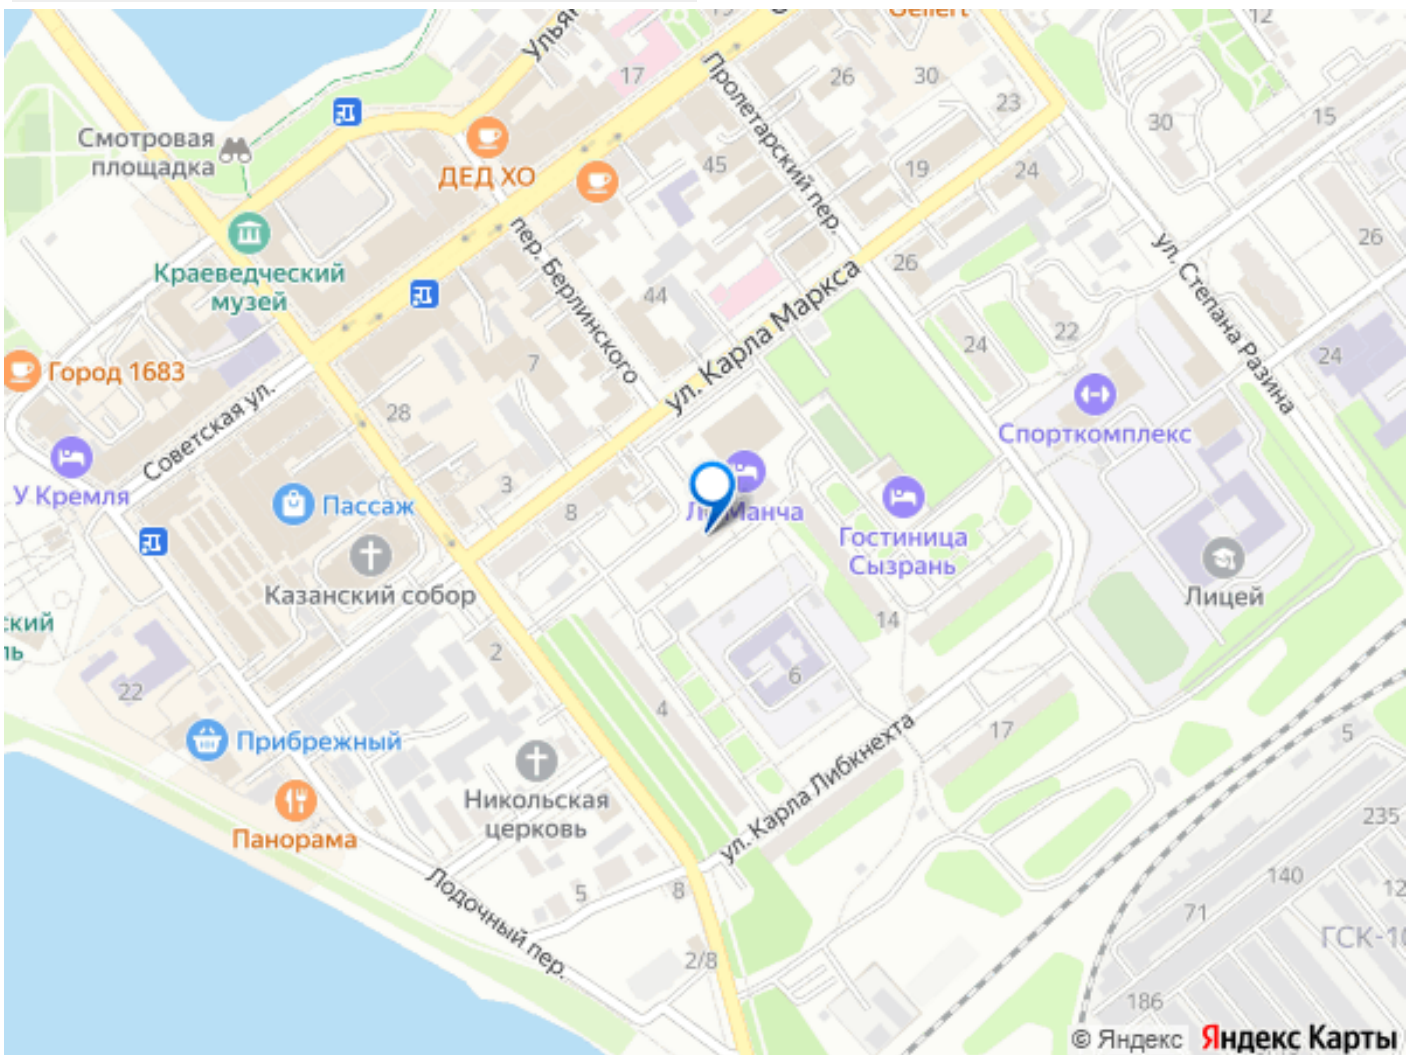 12
Ульян
17
Пролетарский пер.
26
30
23
30
15
Смотровая
площадка
ДЕД ХО
45
19
24
26
Краеведческий
музей
пер. Берлинского
44
26
ул. Карла Маркса
ул. Степана Разина
24
22
24
7
Город 1683
28
Советская ул.
Спорткомплекс
У Кремля
Пассаж
3
8
Гостиница
Сызрань
Казанский собор
Лицей
14
2
22
6
4
17
5
Прибрежный
Никольская
церковь
ул. Карла Либкнехта
235
Панорама
Лодочный пер.
5
8
140
12
71
2/8
ГСК-10
186
© Яндекс Яндекс Карты